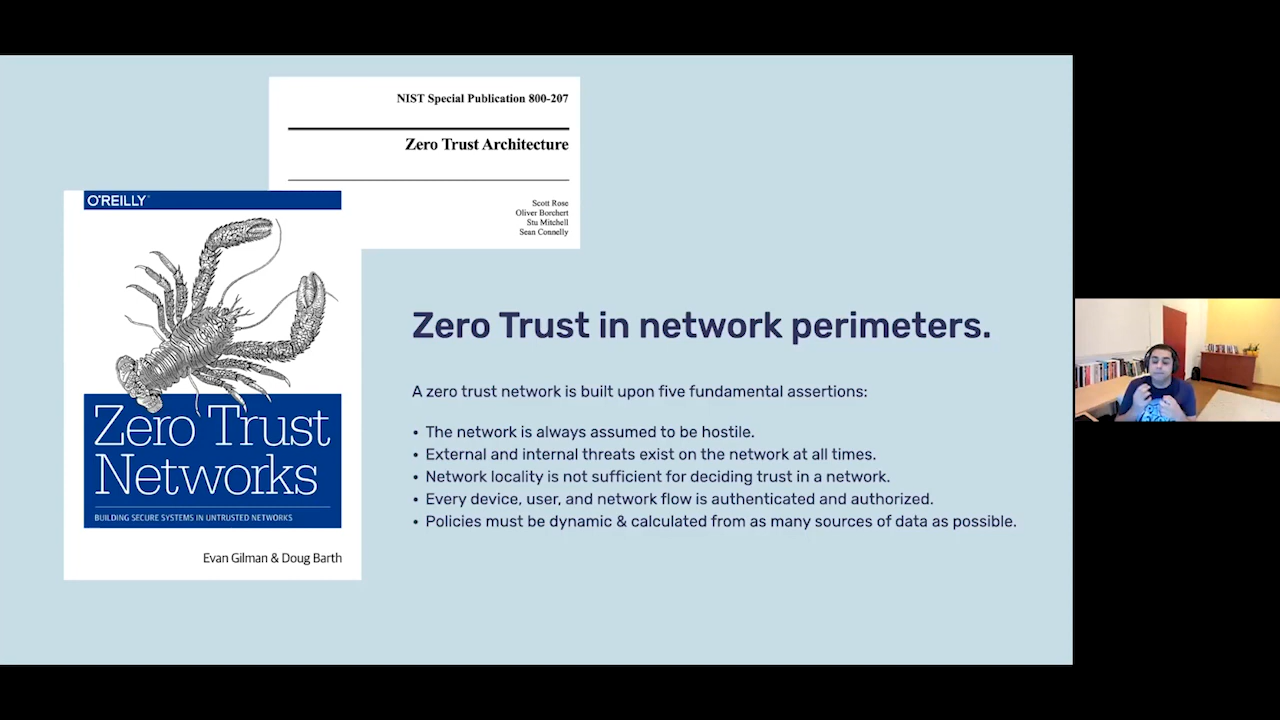 NIST Special Publication 800-207
Zero Trust Architecture
Scott Rose
Oliver Borchert
Stu Mitchell
Sean Connelly
O'REILLY
Zero Trust
Networks
BUILDING SECURE SYSTEMS IN UNTRUSTED NETWORKS
Evan Gilman & Doug Barth
Zero Trust in network perimeters.
A zero trust network is built upon five fundamental assertions:
• The network is always assumed to be hostile.
• External and internal threats exist on the network at all times.
• Network locality is not sufficient for deciding trust in a network.
• Every device, user, and network flow is authenticated and authorized.
• Policies must be dynamic & calculated from as many sources of data as possible.